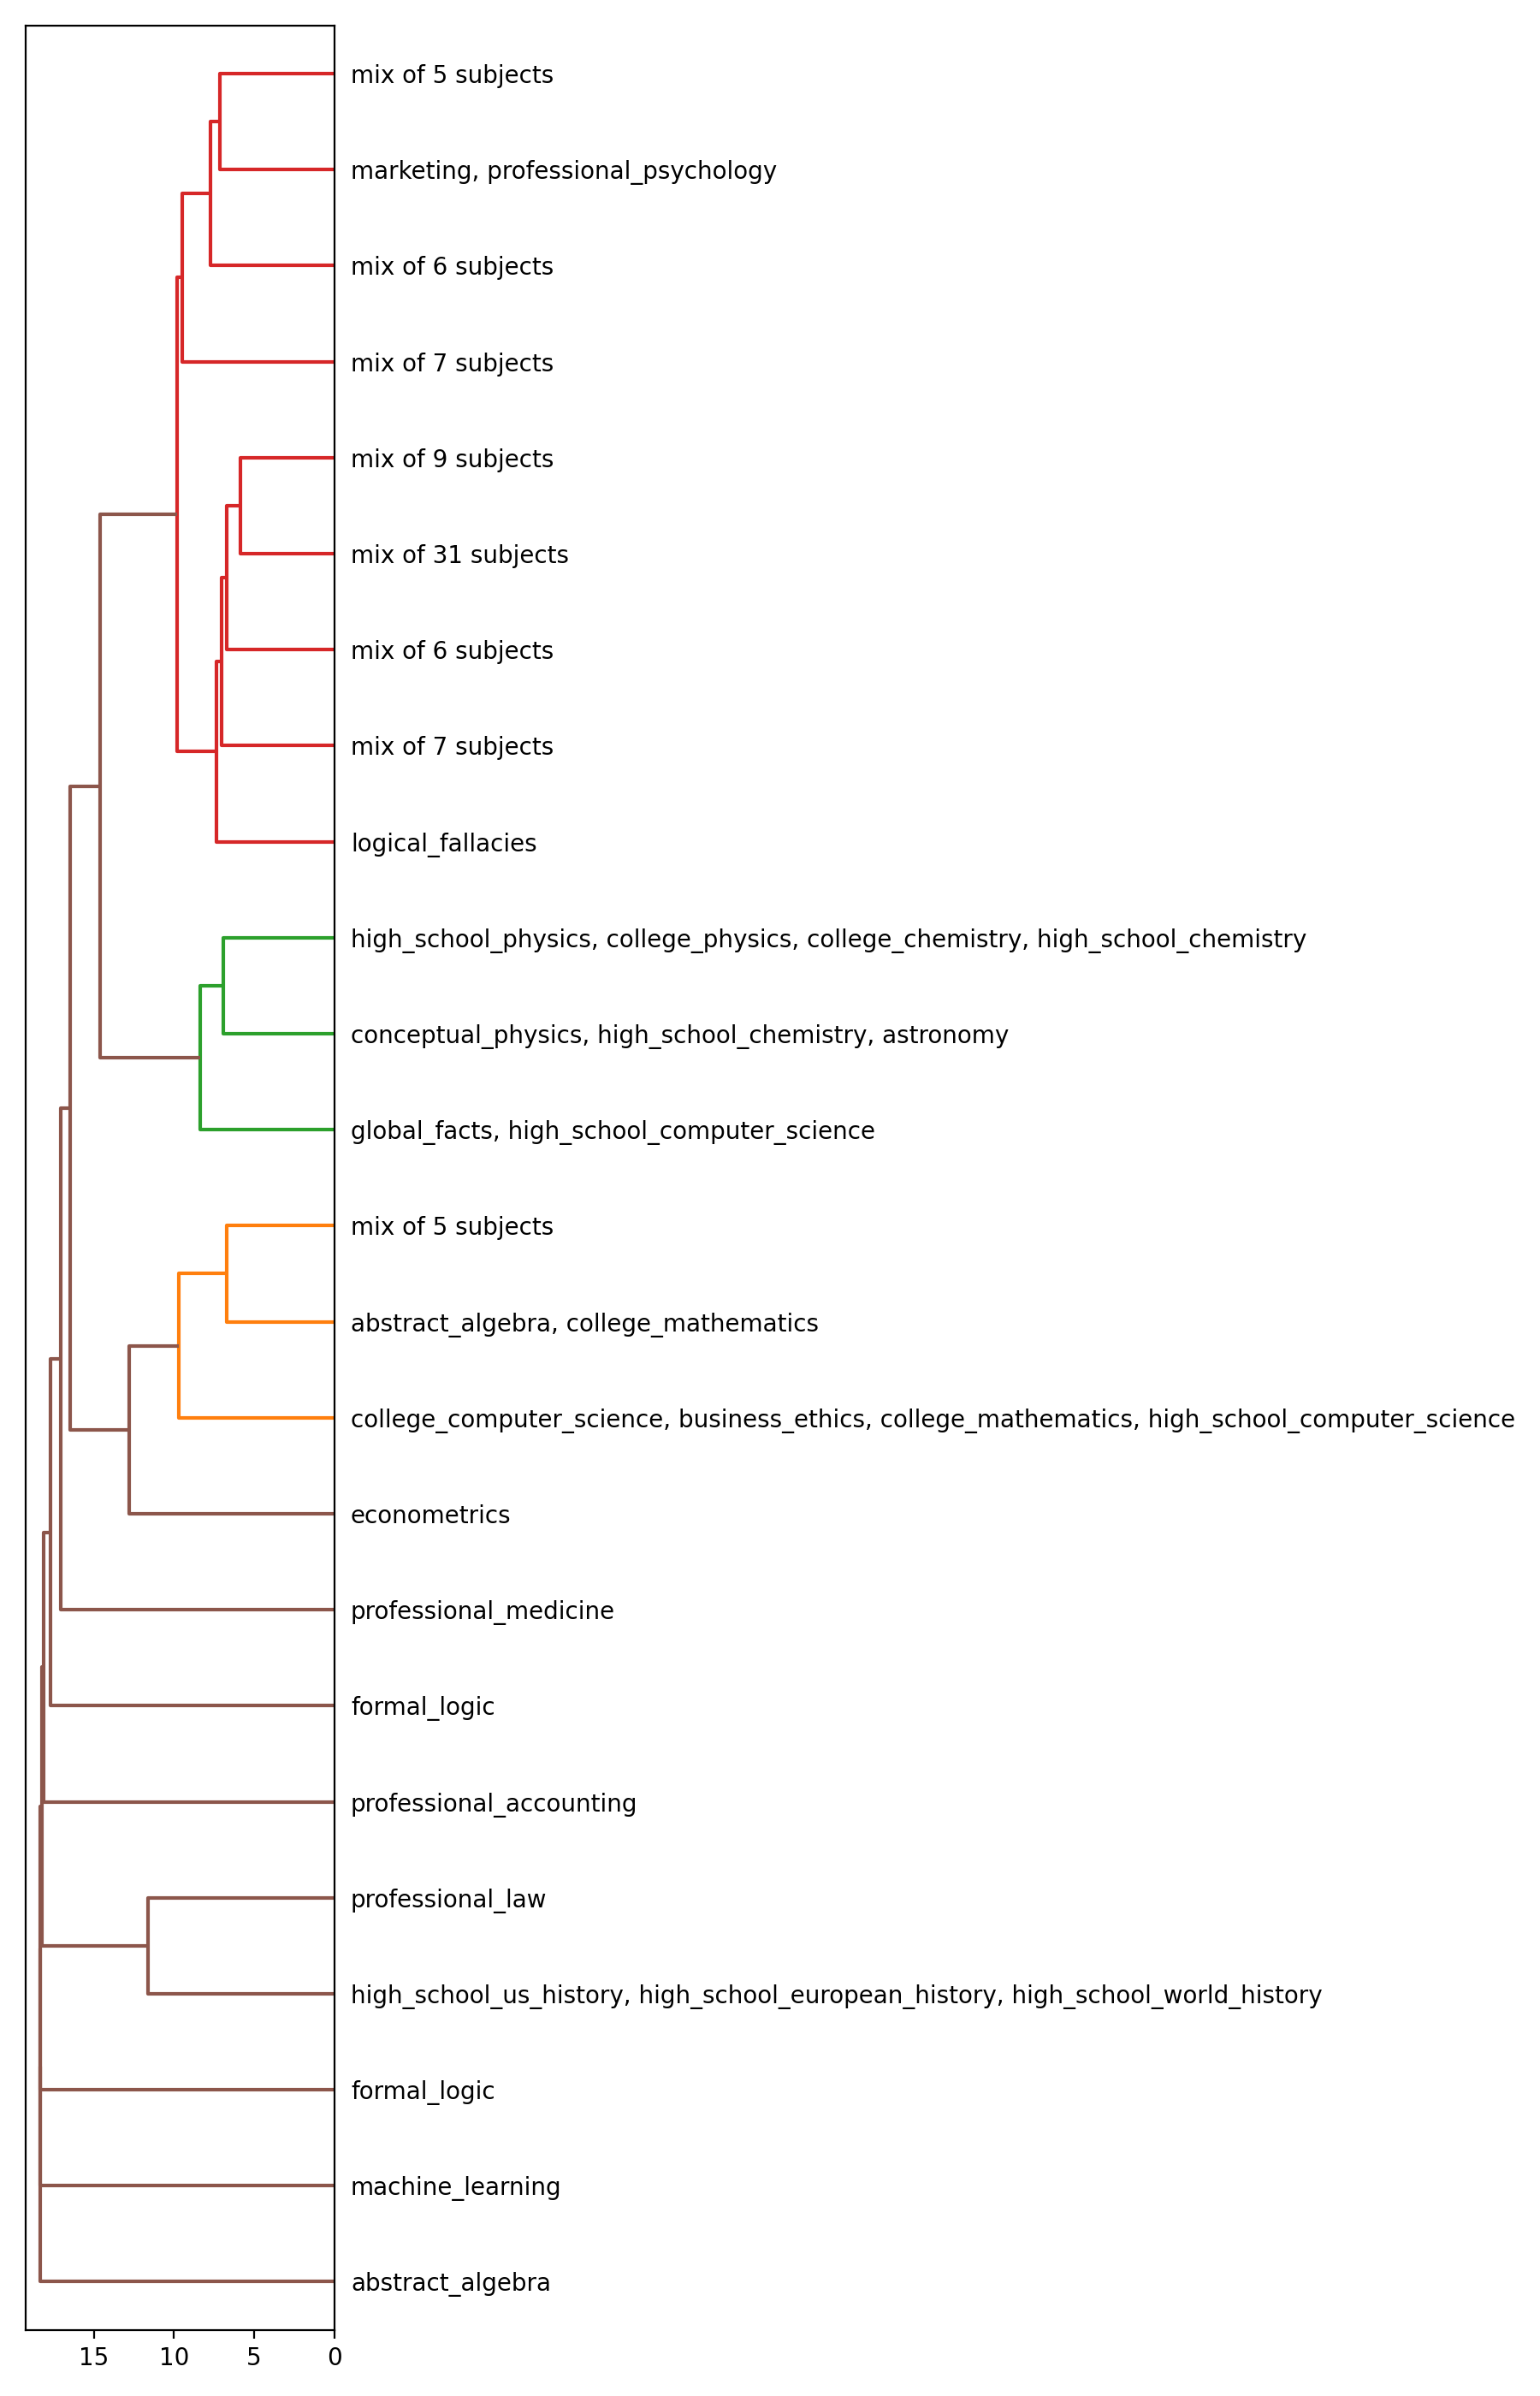 mix of 5 subjects
marketing, professional_psychology
mix of 6 subjects
mix of 7 subjects
mix of 9 subjects
mix of 31 subjects
mix of 6 subjects
mix of 7 subjects
logical_fallacies
high_school_physics, college_physics, college_chemistry, high_school_chemistry
conceptual_physics, high_school_chemistry, astronomy
global_facts, high_school_computer_science
mix of 5 subjects
abstract_algebra, college_mathematics
college_computer_science, business_ethics, college_mathematics, high_school_computer_science
econometrics
professional_medicine
formal_logic
professional_accounting
professional_law
high_school_us_history, high_school_european_history, high_school_world_history
formal_logic
machine_learning
abstract_algebra
15 10 5 0